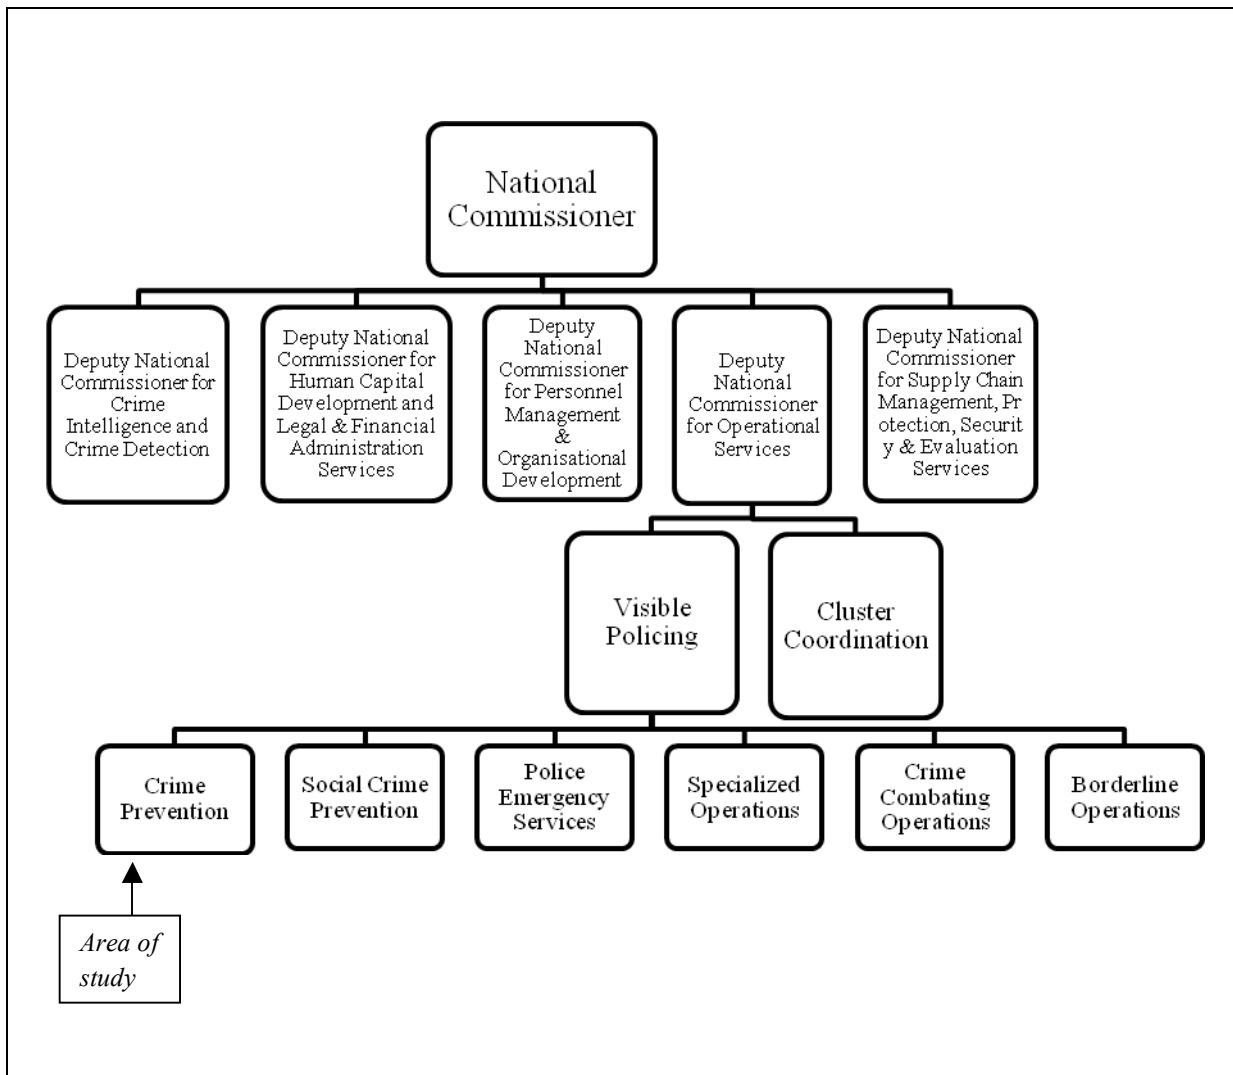 National
Commissioner
Deputy National
Commissioner for
Crime
Intelligence and
Crime Detection
Deputy National
Commissioner for
Human Capital
Development and
Legal & Financial
Administration
Services
Deputy
National
Commissioner
for Personnel
Management
&
Organisational
Development
Deputy
National
Commissioner
for Operational
Services
Deputy National
Commissioner
for Supply Chain
Management, Pr
otection, Securit
y & Evaluation
Services
Visible
Policing
Cluster
Coordination
Crime
Prevention
Social Crime
Prevention
Police
Emergency
Services
Specialized
Operations
Crime
Combating
Operations
Borderline
Operations
Area of
study